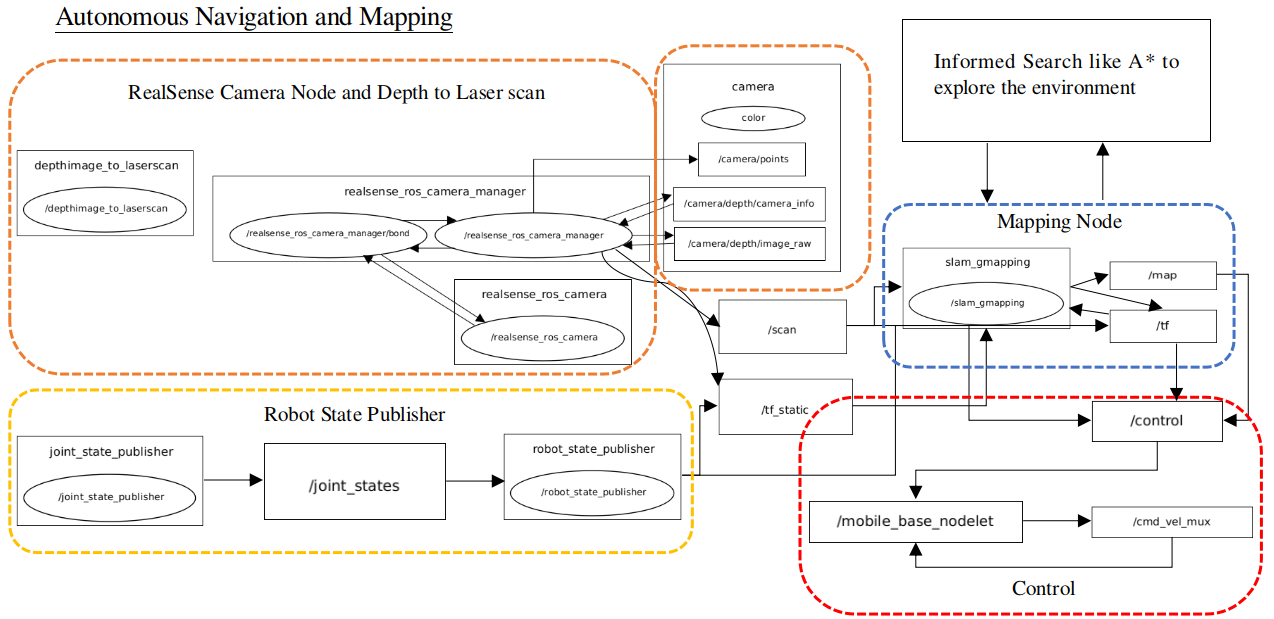 Autonomous Navigation and Mapping
RealSense Camera Node and Depth to Laser scan
depthimage_to_laserscan
/depthimage_to_laserscan
realsense_ros_camera_manager
/realsense_ros_camera_manager/bond
/realsense_ros_camera_manager
realsense_ros_camera
/realsense_ros_camera
camera
color
/camera/points
/camera/depth/camera_info
/camera/depth/image_raw
Informed Search like A* to
explore the environment
Mapping Node
slam_gmapping
/slam_gmapping
/map
/tf
/scan
/tf_static
Robot State Publisher
joint_state_publisher
/joint_state_publisher
/joint_states
robot_state_publisher
/robot_state_publisher
/control
/mobile_base_nodelet
/cmd_vel_mux
Control